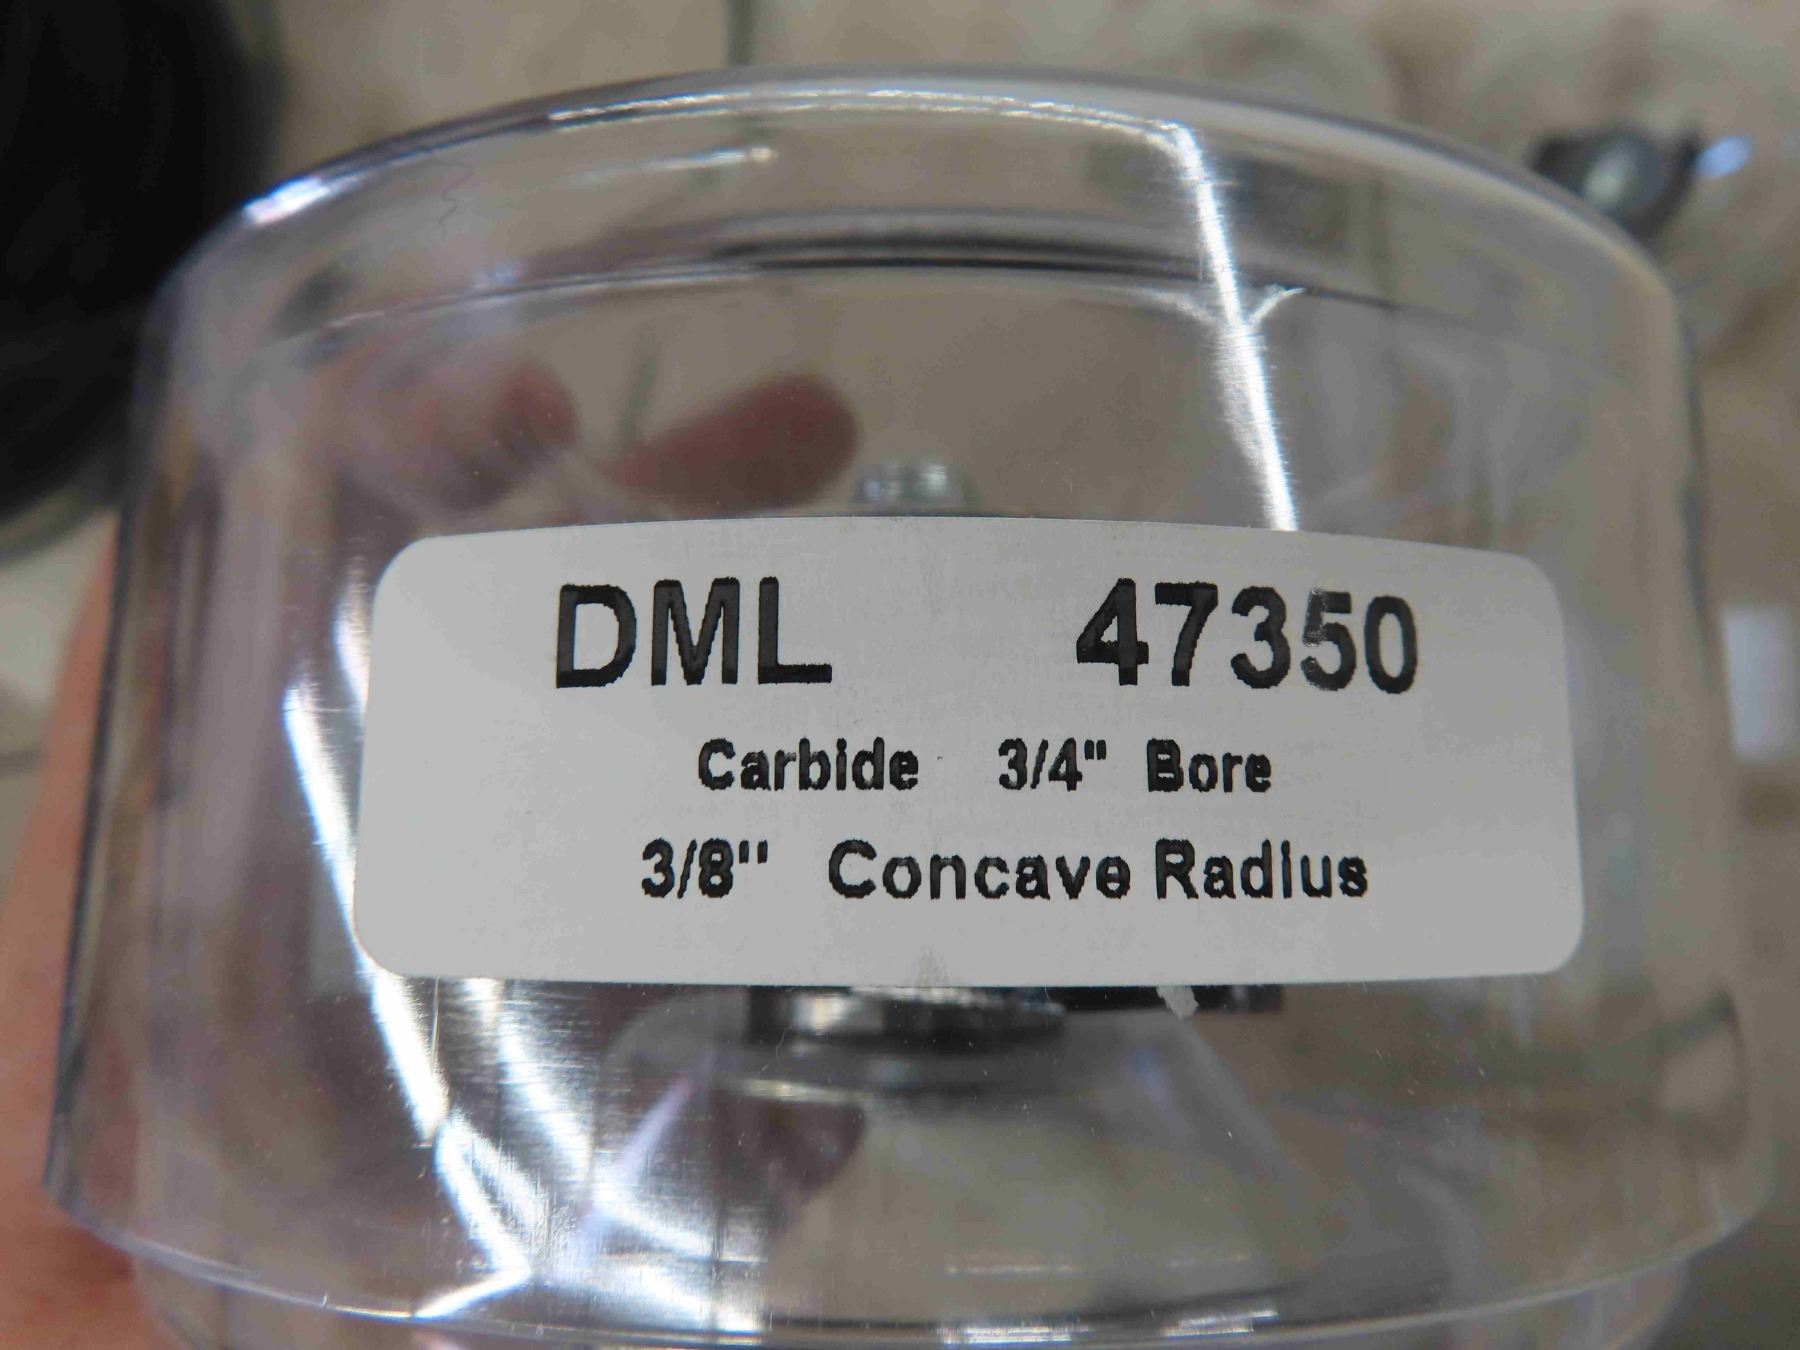 DML 47350
Carbide 3/4" Bore
3/8" Concave Radius